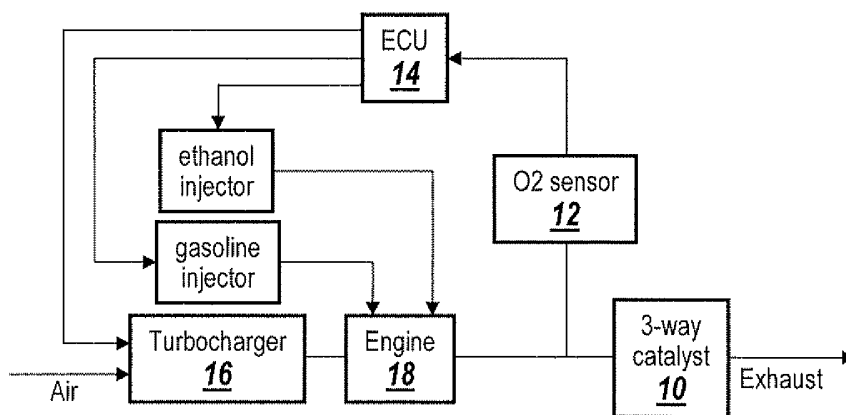 ECU
14
ethanol
injector
O2 sensor
12
gasoline
injector
Turbocharger
16
Engine
18
3-way
catalyst
10
Air
Exhaust